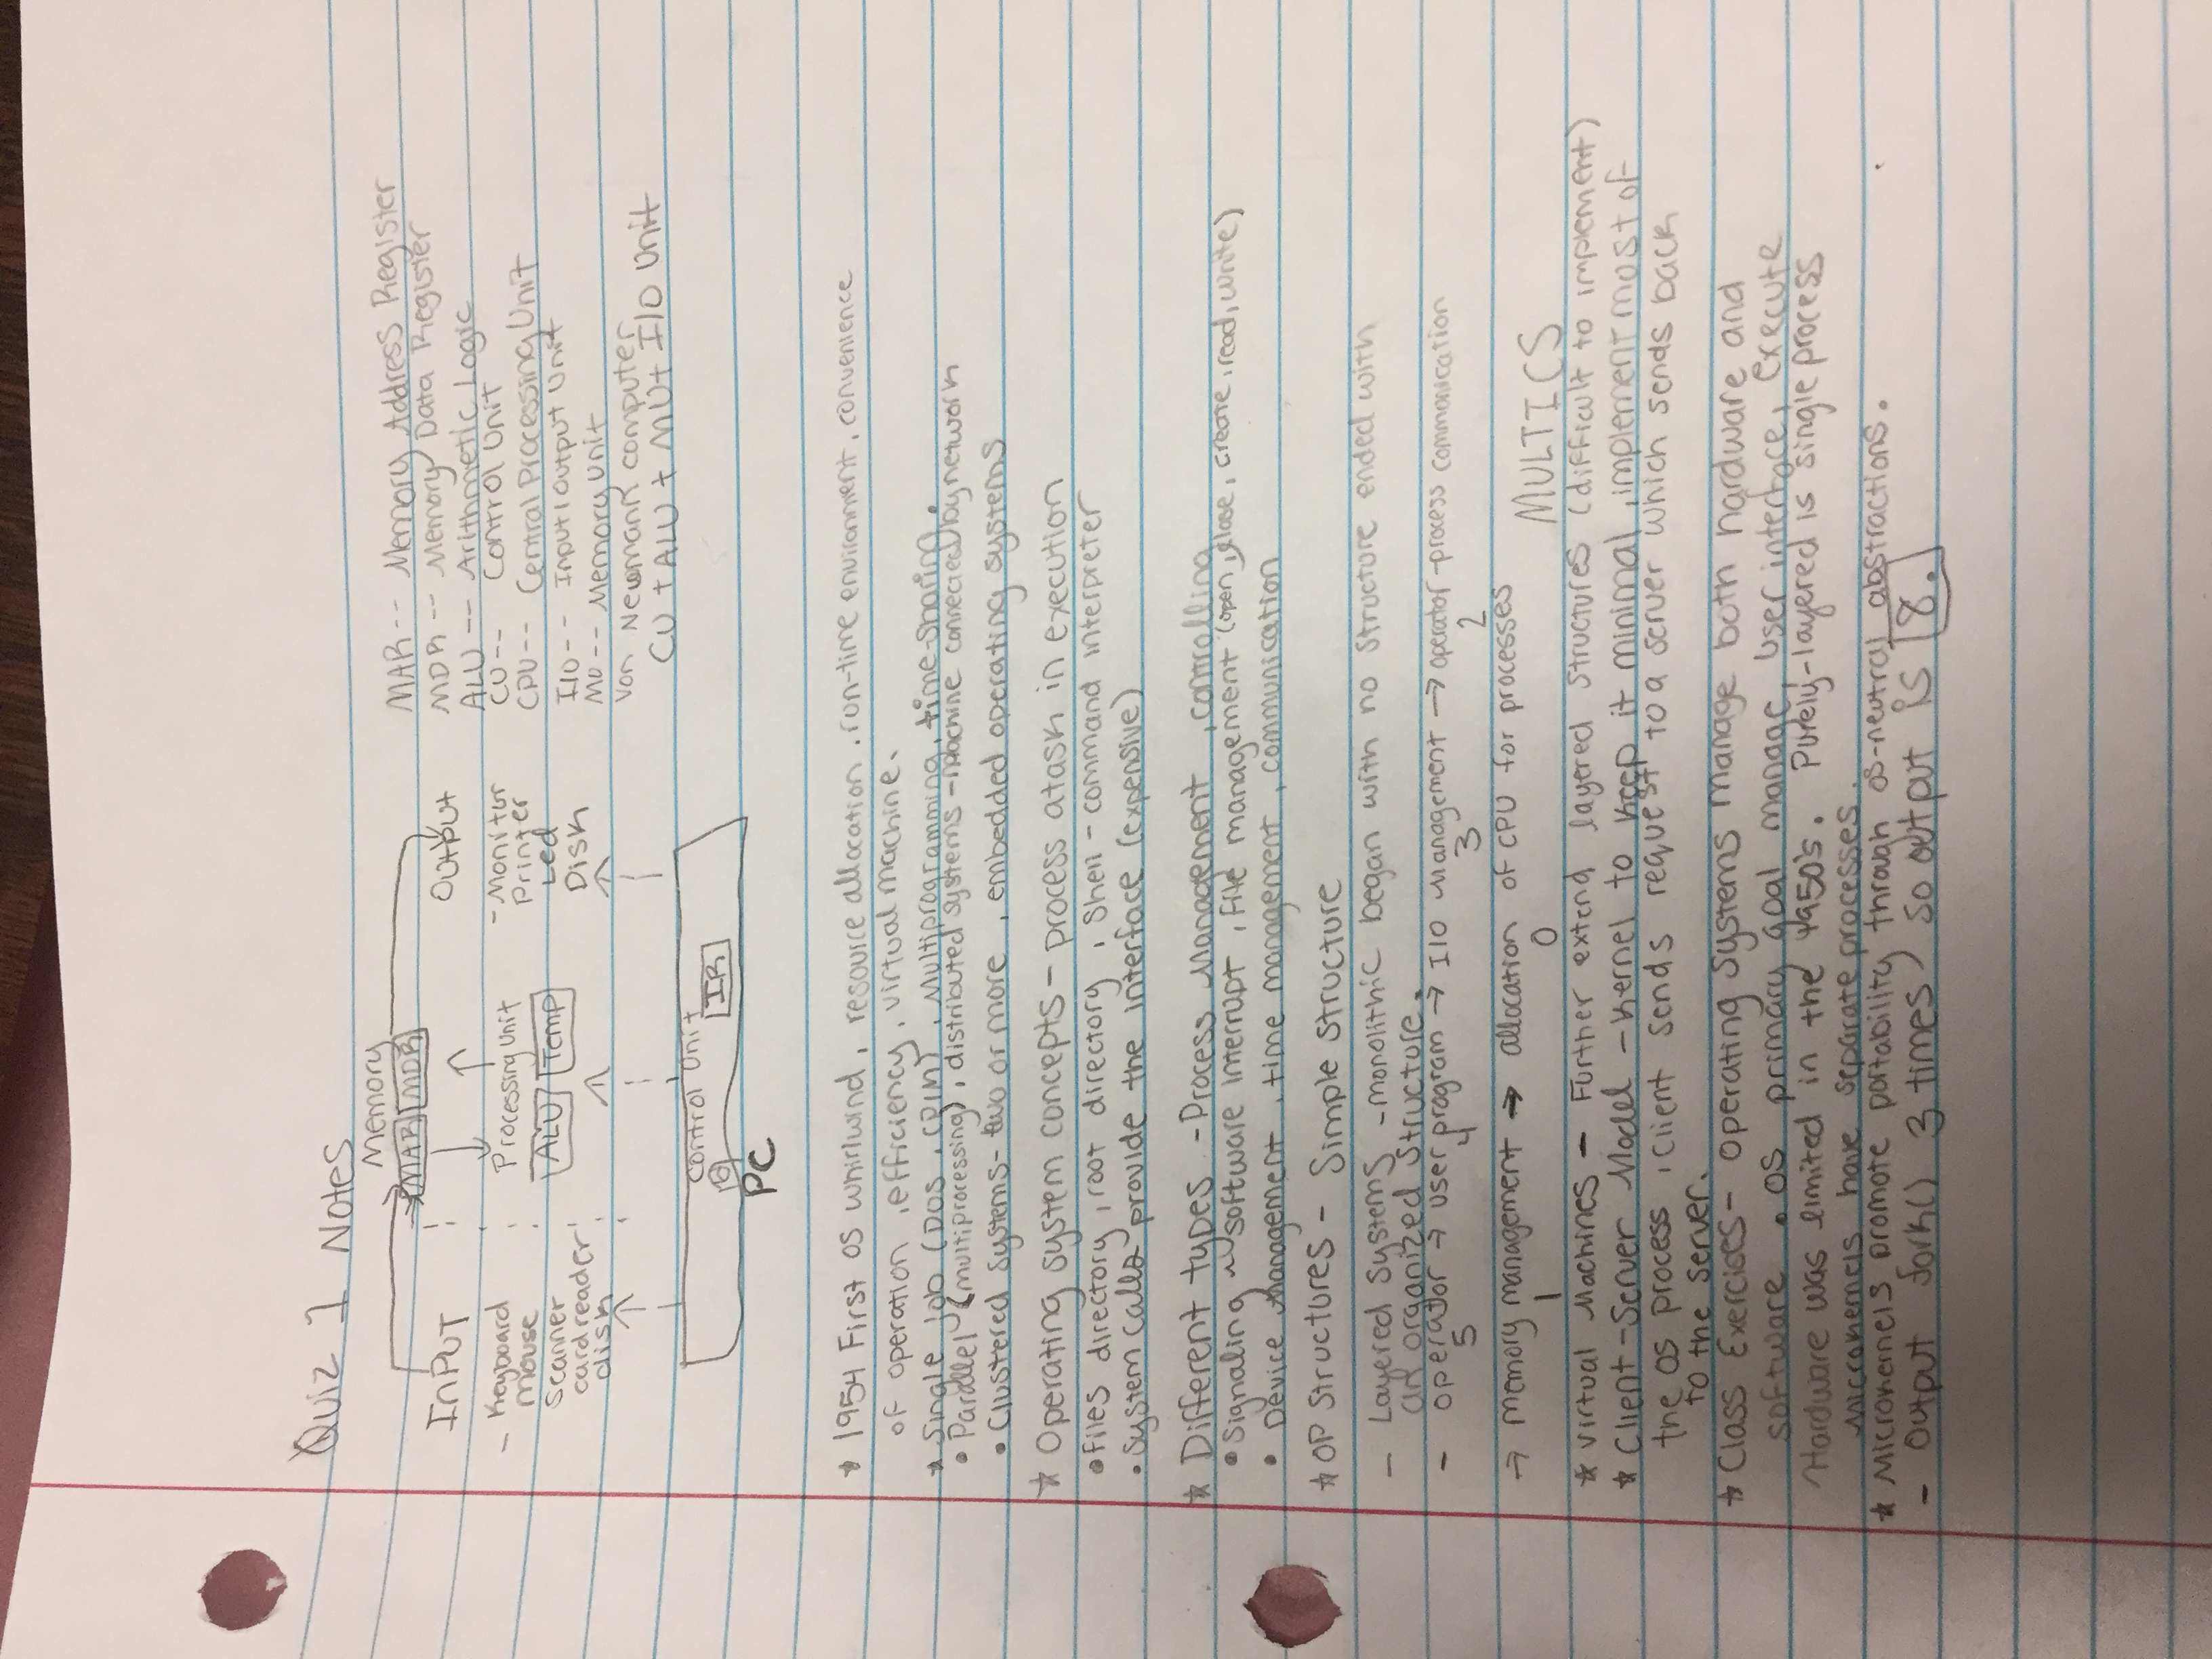 Quiz 1 Notes
Memory
MAR MDR
INPUT
Output
- Keyboard
mouse
Scanner
card reader
disk
Processing Unit
ALU Temp
- Monitor
Printer
Led
Disk
Control Unit
IR
PC
MAR -- Memory Address Register
MDR -- Memory Data Register
ALU -- Arithmetic Logic
CU -- Control Unit
CPU -- Central Processing Unit
I/O -- Input/Output Unit
MU -- Memory Unit
Von Newmann computer
CU + ALU + MU + I/O Unit
* 1954 First OS whirlwind, resource allocation, run-time environment, convenience
of operation, efficiency, virtual machine.
* Single job (DOS, CP/M), Multiprogramming, time-sharing.
• Parallel (multiprocessing), distributed systems - machine connected by network
• Clustered Systems - two or more, embedded operating systems
* Operating system concepts - process a task in execution
• files directory, root directory, Shell - command interpreter
• System calls provide the interface (expensive)
* Different types - Process Management, controlling
• Signaling ~ software interrupt, file management (open, close, create, read, write)
• Device management, time management, communication
* OP Structures - Simple structure
- Layered Systems - monolithic began with no structure ended with
an organized structure.
- operator → user program → I/O Management → operator-process communication
5 4 3 2
→ memory management → allocation of CPU for processes
1 0
MULTICS
* Virtual Machines - Further extend layered structures (difficult to implement)
* Client-Server Model - Kernel to keep it minimal, implement most of
the OS process, client sends request to a server which sends back
to the server.
* Class Exercises - Operating Systems manage both hardware and
software. OS primary goal manage, user interface, execute
Hardware was limited in the 1950's. Purely-layered is single process
Microkernels have separate processes.
* Microkernels promote portability through os-neutral abstractions.
- Output fork() 3 times so output is 8.